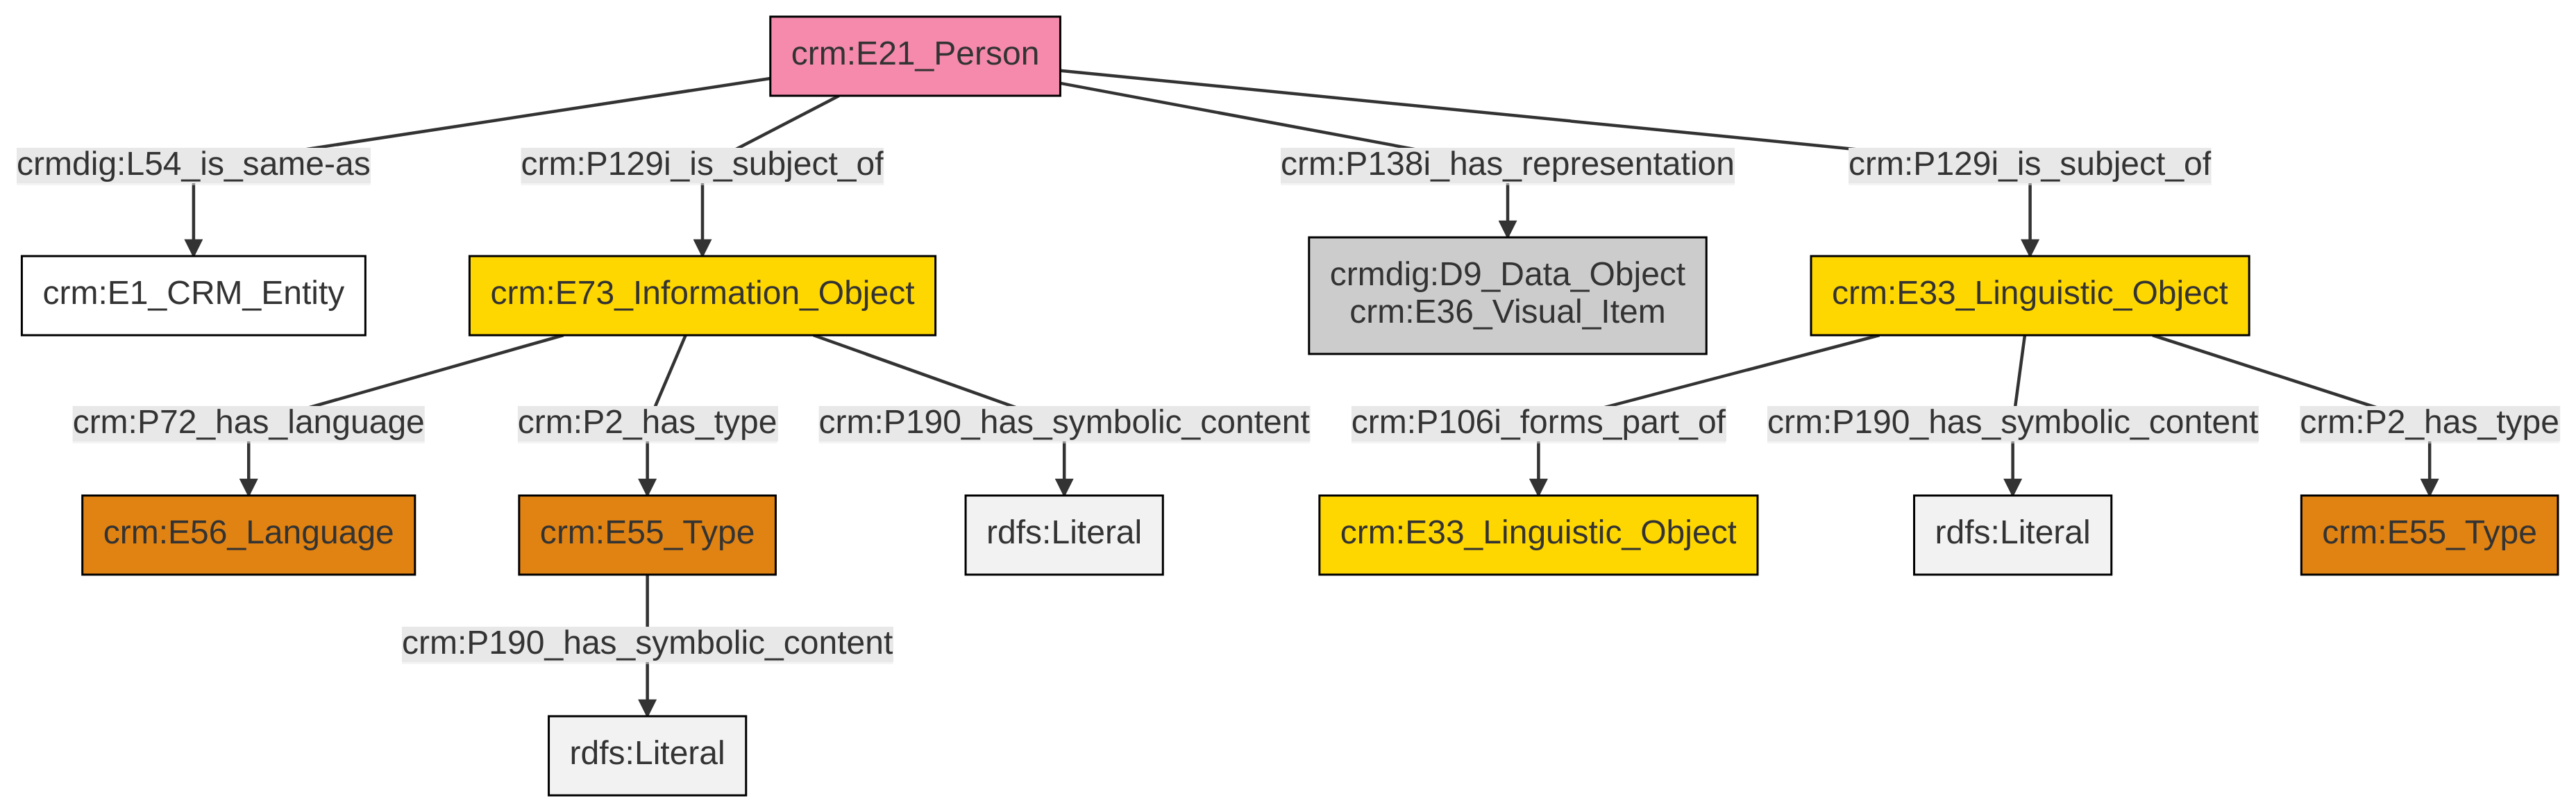 crm:E21_Person
crmdig:L54_is_same-as
crm:P129i_is_subject_of
crm:P138i_has_representation
crm:P129i_is_subject_of
crm:E1_CRM_Entity
crm:E73_Information_Object
crmdig:D9_Data_Object
crm:E36_Visual_Item
crm:E33_Linguistic_Object
crm:P72_has_language
crm:P2_has_type
crm:P190_has_symbolic_content
crm:P106i_forms_part_of
crm:P190_has_symbolic_content
crm:P2_has_type
crm:E56_Language
crm:E55_Type
rdfs:Literal
crm:E33_Linguistic_Object
rdfs:Literal
crm:E55_Type
crm:P190_has_symbolic_content
rdfs:Literal